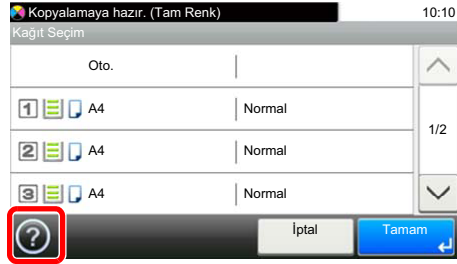 Kopyalamaya hazır. (Tam Renk) 10:10
Kağıt Seçim
Oto.
1 A4 Normal
2 A4 Normal
1/2
3 A4 Normal
? İptal Tamam